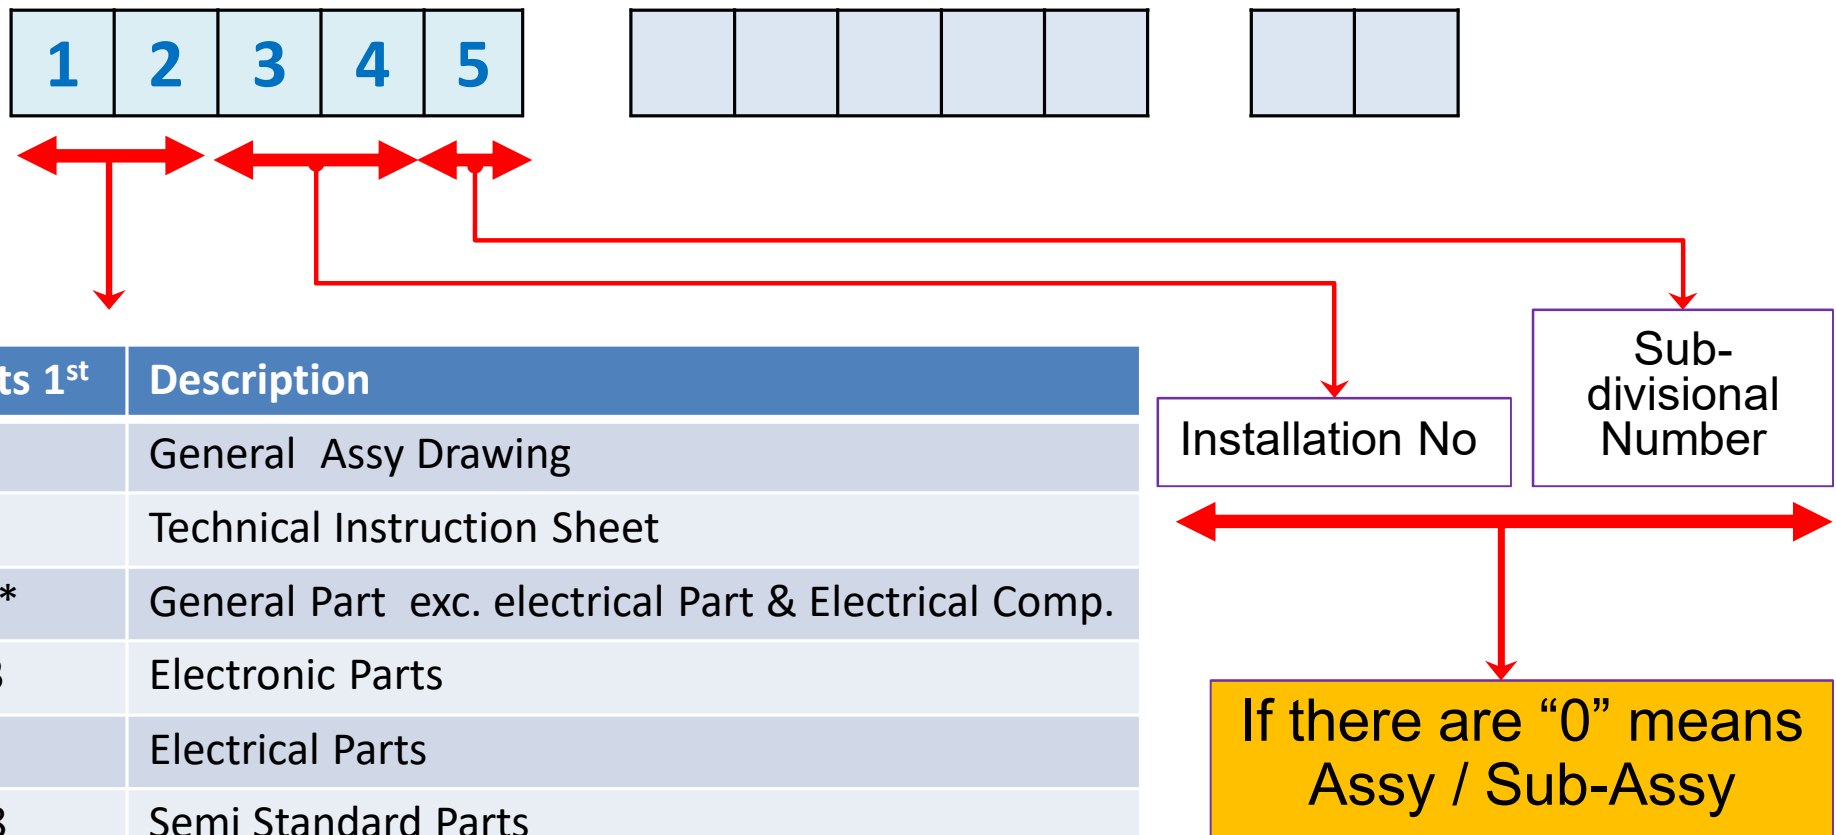 1 2 3 4 5
Sub-
divisional
Number
Installation No
ts 1st Description
General Assy Drawing
Technical Instruction Sheet
* General Part exc. electrical Part & Electrical Comp.
Electronic Parts
Electrical Parts
Semi Standard Parts
If there are “0” means
Assy / Sub-Assy